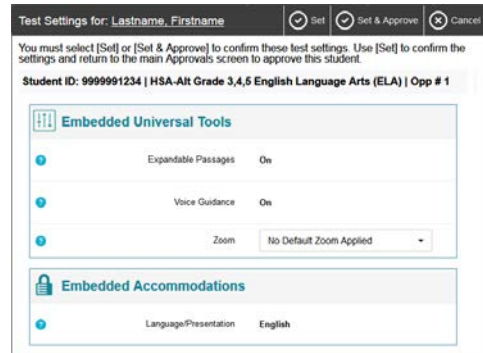 Test Settings for: Lastname, Firstname Set Set & Approve Cancel
You must select [Set] or [Set & Approve] to confirm these test settings. Use [Set] to confirm the
settings and return to the main Approvals screen to approve this student.
Student ID: 9999991234 | HSA-Alt Grade 3,4,5 English Language Arts (ELA) | Opp # 1
Embedded Universal Tools
Expandable Passages On
Voice Guidance On
Zoom No Default Zoom Applied
Embedded Accommodations
Language/Presentation English